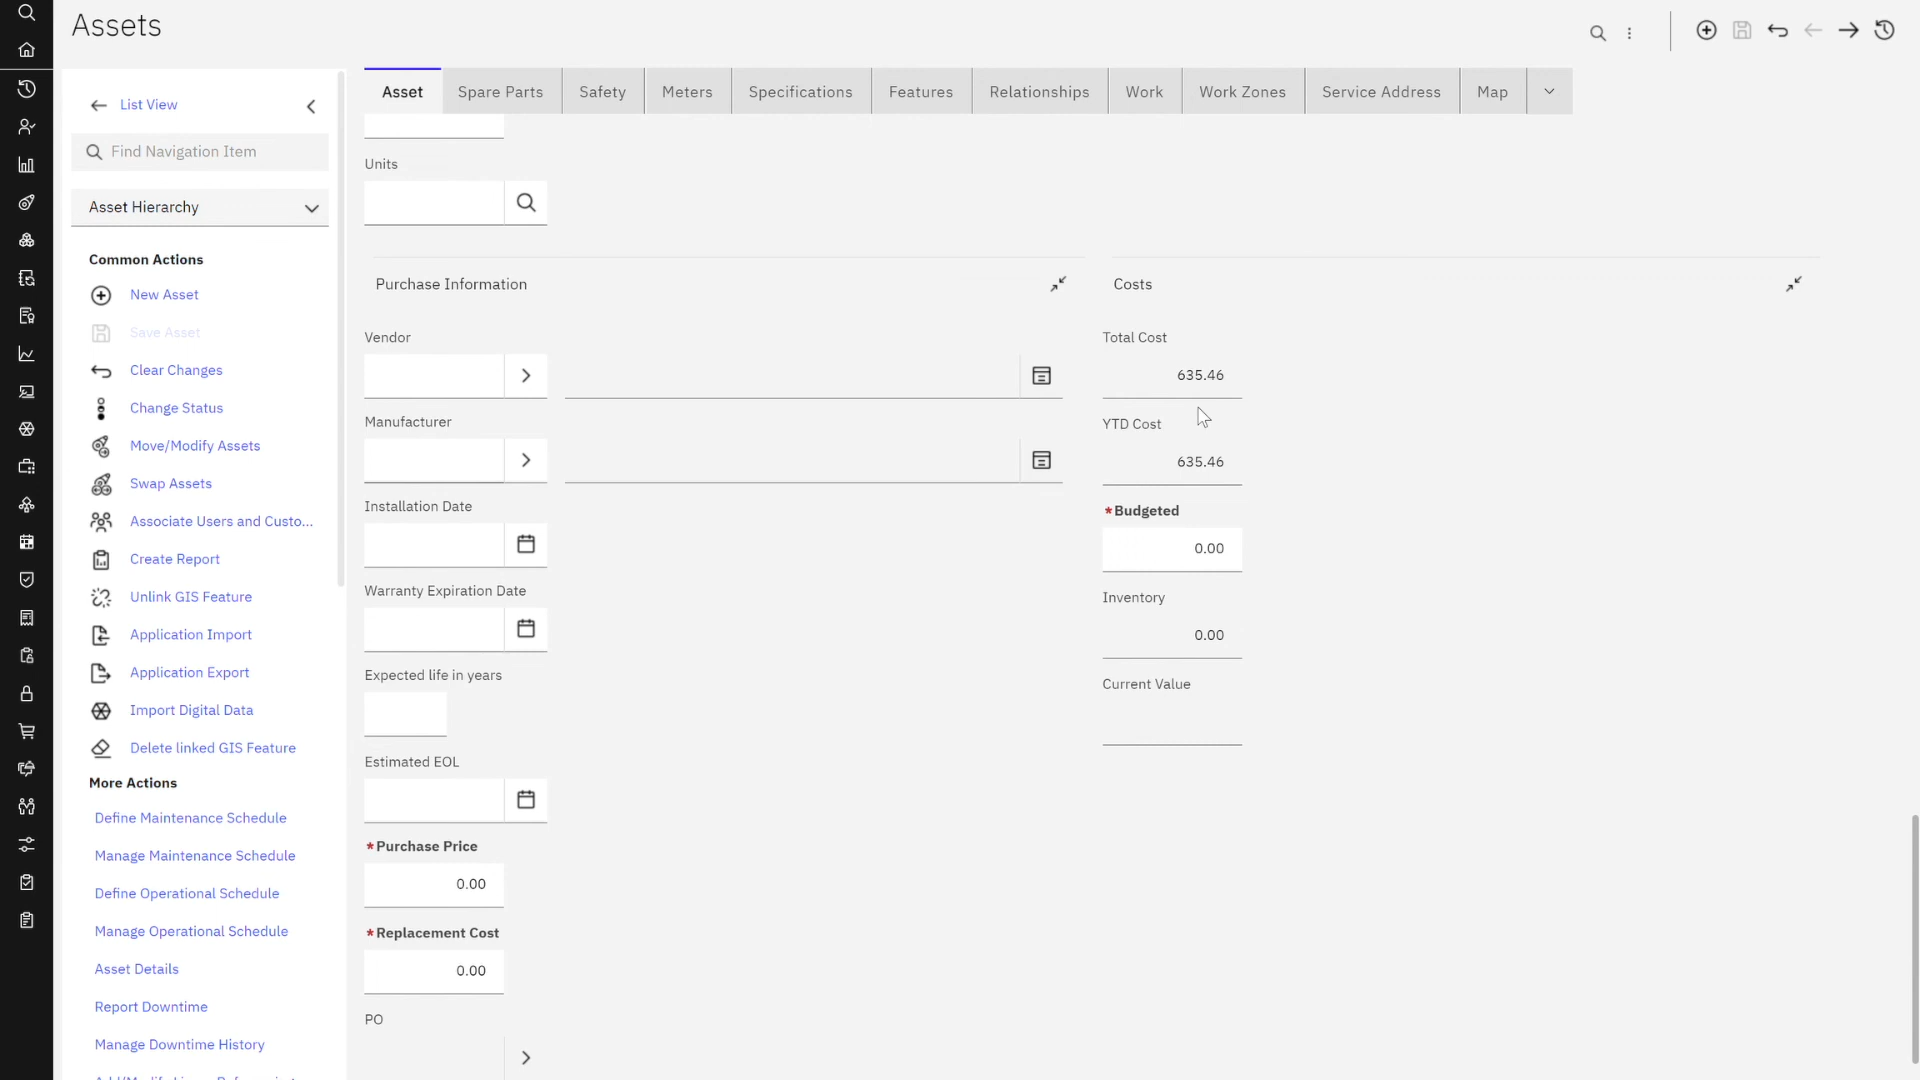 Assets
List View
Find Navigation Item
Asset Hierarchy
Common Actions
New Asset
Save Asset
Clear Changes
Change Status
Move/Modify Assets
Swap Assets
Associate Users and Custo...
Create Report
Unlink GIS Feature
Application Import
Application Export
Import Digital Data
Delete linked GIS Feature
More Actions
Define Maintenance Schedule
Manage Maintenance Schedule
Define Operational Schedule
Manage Operational Schedule
Asset Details
Report Downtime
Manage Downtime History
Asset Spare Parts Safety Meters Specifications Features Relationships Work Work Zones Service Address Map
Units
Purchase Information
Vendor
Manufacturer
Installation Date
Warranty Expiration Date
Expected life in years
Estimated EOL
*Purchase Price
0.00
*Replacement Cost
0.00
PO
Costs
Total Cost
635.46
YTD Cost
635.46
*Budgeted
0.00
Inventory
0.00
Current Value